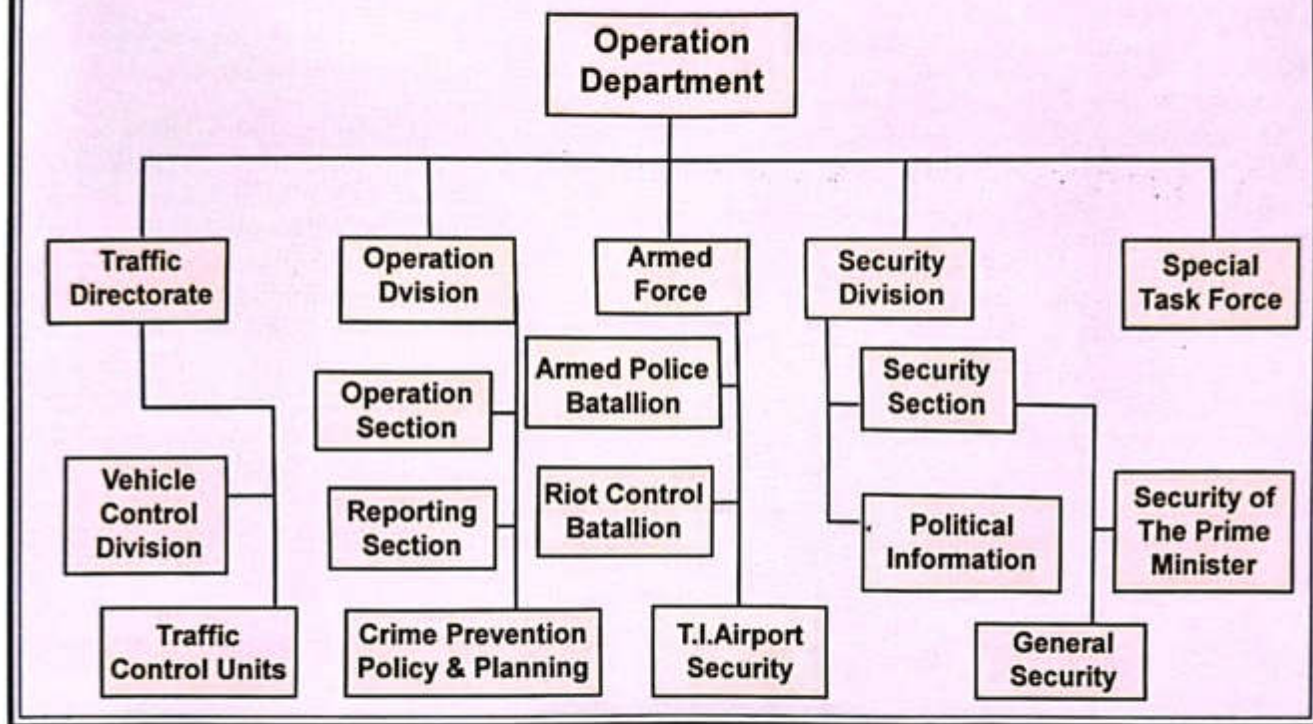 Operation
Department
Traffic
Directorate
Operation
Dvision
Armed
Force
Security
Division
Special
Task Force
Operation
Section
Armed Police
Batallion
Security
Section
Vehicle
Control
Division
Reporting
Section
Riot Control
Batallion
Political
Information
Security of
The Prime
Minister
Traffic
Control Units
Crime Prevention
Policy & Planning
T.I.Airport
Security
General
Security